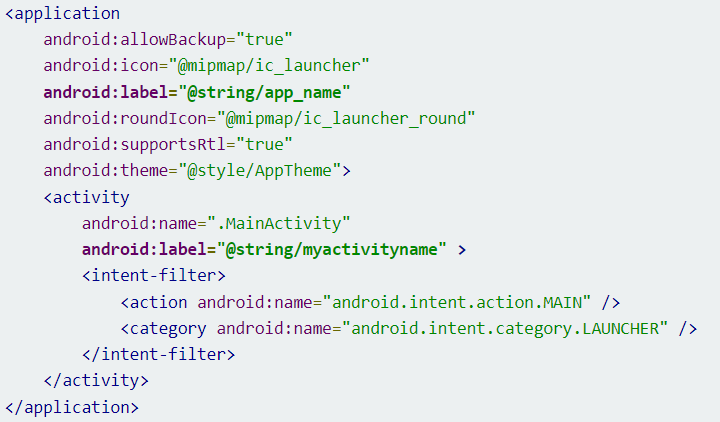 <application
android:allowBackup="true"
android:icon="@mipmap/ic_launcher"
android:label="@string/app_name"
android:roundIcon="@mipmap/ic_launcher_round"
android:supportsRtl="true"
android:theme="@style/AppTheme">
<activity
android:name=".MainActivity"
android:label="@string/myactivityname" >
<intent-filter>
<action android:name="android.intent.action.MAIN" />
<category android:name="android.intent.category.LAUNCHER" />
</intent-filter>
</activity>
</application>